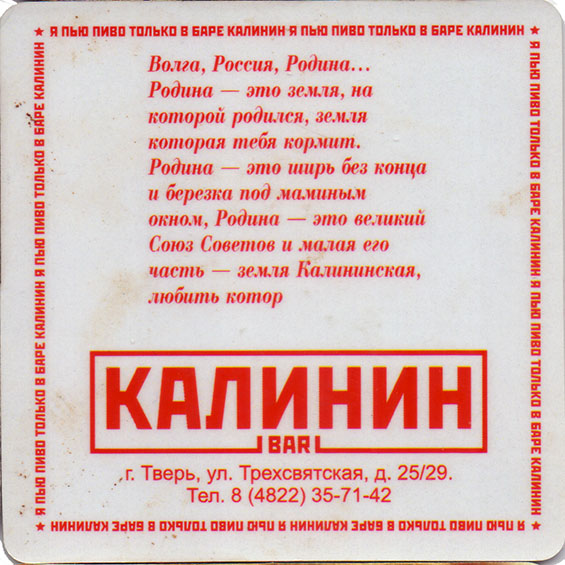 ★ Я ПЬЮ ПИВО ТОЛЬКО В БАРЕ КАЛИНИН Я ПЬЮ ПИВО ТОЛЬКО В БАРЕ КАЛИНИН ★
Волга, Россия, Родина...
Родина — это земля, на
которой родился, земля
которая тебя кормит.
Родина — это ширь без конца
и березка под маминым
окном, Родина — это великий
Союз Советов и малая его
часть — земля Калининская,
любить котор
КАЛИНИН
BAR
г. Тверь, ул. Трехсвятская, д. 25/29.
Тел. 8 (4822) 35-71-42
Я ПЬЮ ПИВО ТОЛЬКО В БАРЕ КАЛИНИН Я ПЬЮ ПИВО ТОЛЬКО В БАРЕ КАЛИНИН
Я ПЬЮ ПИВО ТОЛЬКО В БАРЕ КАЛИНИН Я ПЬЮ ПИВО ТОЛЬКО В БАРЕ КАЛИНИН ★
Я ПЬЮ ПИВО ТОЛЬКО В БАРЕ КАЛИНИН Я ПЬЮ ПИВО ТОЛЬКО В БАРЕ КАЛИНИН ★